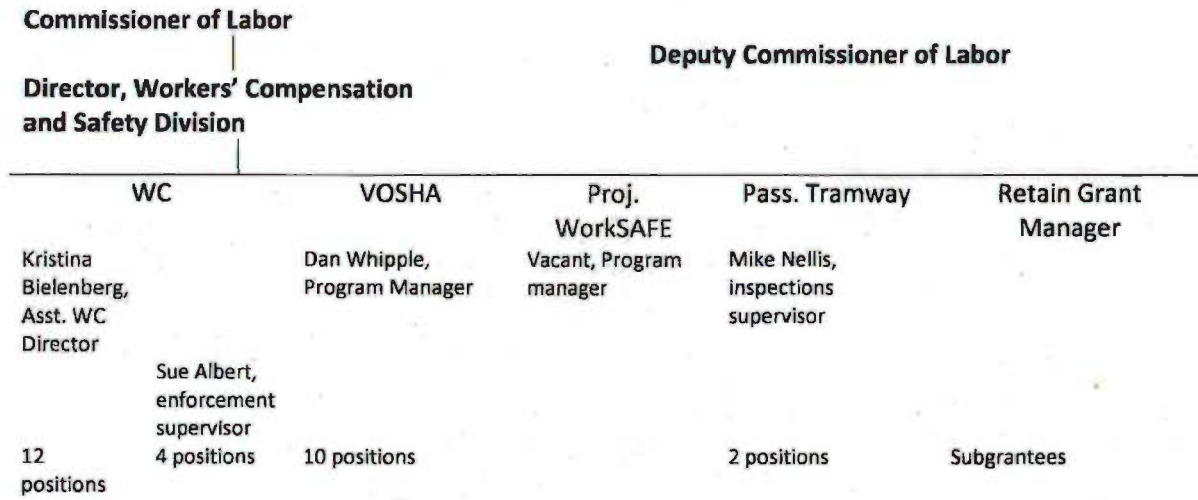 Commissioner of Labor
Deputy Commissioner of Labor
Director, Workers' Compensation
and Safety Division
WC
VOSHA
Proj.
WorkSAFE
Pass. Tramway
Retain Grant
Manager
Kristina
Bielenberg,
Asst. WC
Director
Dan Whipple,
Program Manager
Vacant, Program
manager
Mike Nellis,
inspections
supervisor
Sue Albert,
enforcement
supervisor
12
positions
4 positions
10 positions
2 positions
Subgrantees